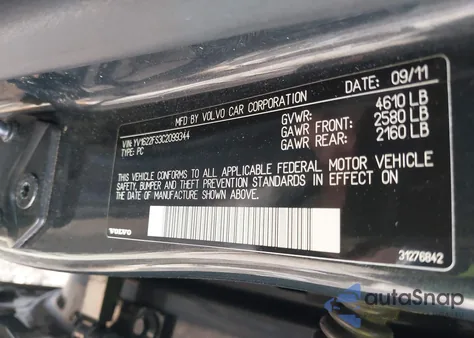 MFD BY VOLVO CAR CORPORATION
DATE: 09/11
VIN: YV1622FS3C2099344
TYPE: PC
GVWR: 4610 LB
GAWR FRONT: 2580 LB
GAWR REAR: 2160 LB
THIS VEHICLE CONFORMS TO ALL APPLICABLE FEDERAL MOTOR VEHICLE
SAFETY, BUMPER AND THEFT PREVENTION STANDARDS IN EFFECT ON
THE DATE OF MANUFACTURE SHOWN ABOVE.
VOLVO
31276842
autoSnap